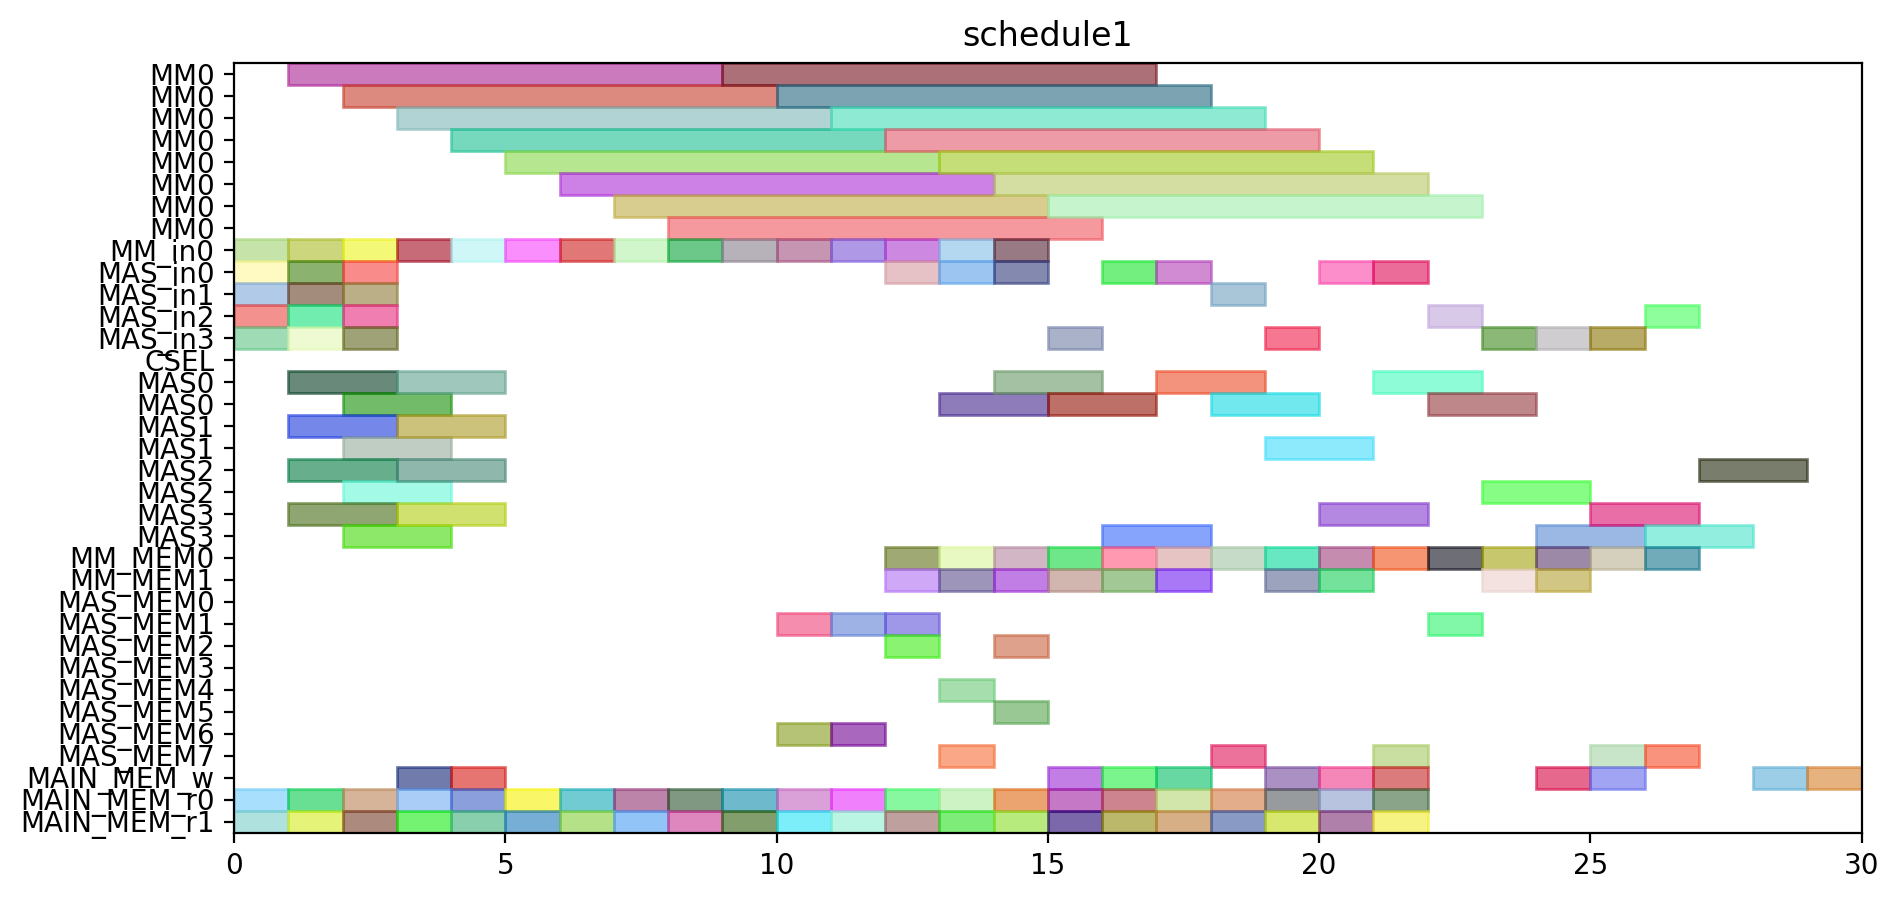 schedule1
MM0
MM0
MM0
MM0
MM0
MM0
MM0
MM0
MM_in0
MAS_in0
MAS_in1
MAS_in2
MAS_in3
CSEL
MAS0
MAS0
MAS1
MAS1
MAS2
MAS2
MAS3
MAS3
MM_MEM0
MM_MEM1
MAS_MEM0
MAS_MEM1
MAS_MEM2
MAS_MEM3
MAS_MEM4
MAS_MEM5
MAS_MEM6
MAS_MEM7
MAIN_MEM_w
MAIN_MEM_r0
MAIN_MEM_r1
0 5 10 15 20 25 30